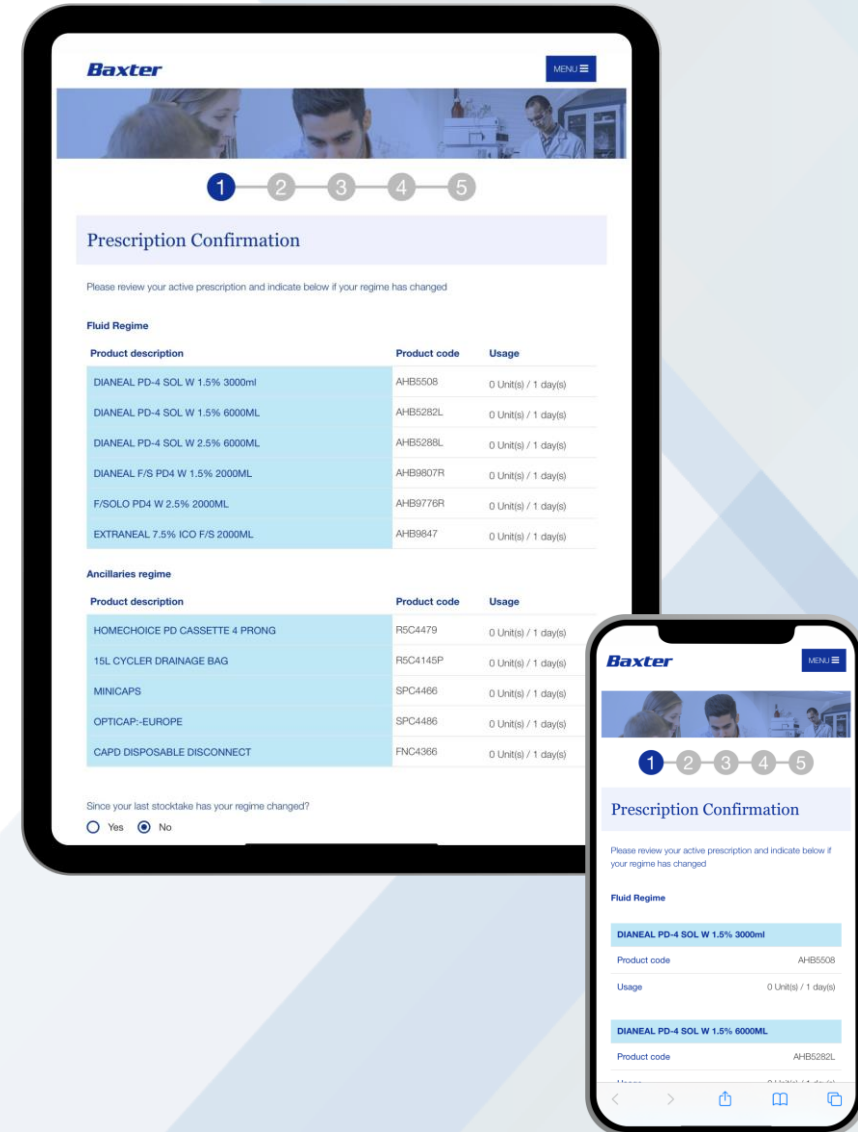 Baxter
MENU
1 2 3 4 5
Prescription Confirmation
Please review your active prescription and indicate below if your regime has changed
Fluid Regime
Product description Product code Usage
DIANEAL PD-4 SOL W 1.5% 3000ml AHB5508 0 Unit(s) / 1 day(s)
DIANEAL PD-4 SOL W 1.5% 6000ML AHB5282L 0 Unit(s) / 1 day(s)
DIANEAL PD-4 SOL W 2.5% 6000ML AHB5288L 0 Unit(s) / 1 day(s)
DIANEAL F/S PD4 W 1.5% 2000ML AHB9807R 0 Unit(s) / 1 day(s)
F/SOLO PD4 W 2.5% 2000ML AHB9776R 0 Unit(s) / 1 day(s)
EXTRANEAL 7.5% ICO F/S 2000ML AHB9847 0 Unit(s) / 1 day(s)
Ancillaries regime
Product description Product code Usage
HOMECHOICE PD CASSETTE 4 PRONG R5C4479 0 Unit(s) / 1 day(s)
15L CYCLER DRAINAGE BAG R5C4145P 0 Unit(s) / 1 day(s)
MINICAPS SPC4466 0 Unit(s) / 1 day(s)
OPTICAP:-EUROPE SPC4486 0 Unit(s) / 1 day(s)
CAPD DISPOSABLE DISCONNECT FNC4366 0 Unit(s) / 1 day(s)
Since your last stocktake has your regime changed?
Yes No
Baxter
MENU
1 2 3 4 5
Prescription Confirmation
Please review your active prescription and indicate below if
your regime has changed
Fluid Regime
DIANEAL PD-4 SOL W 1.5% 3000ml
Product code AHB5508
Usage 0 Unit(s) / 1 day(s)
DIANEAL PD-4 SOL W 1.5% 6000ML
Product code AHB5282L